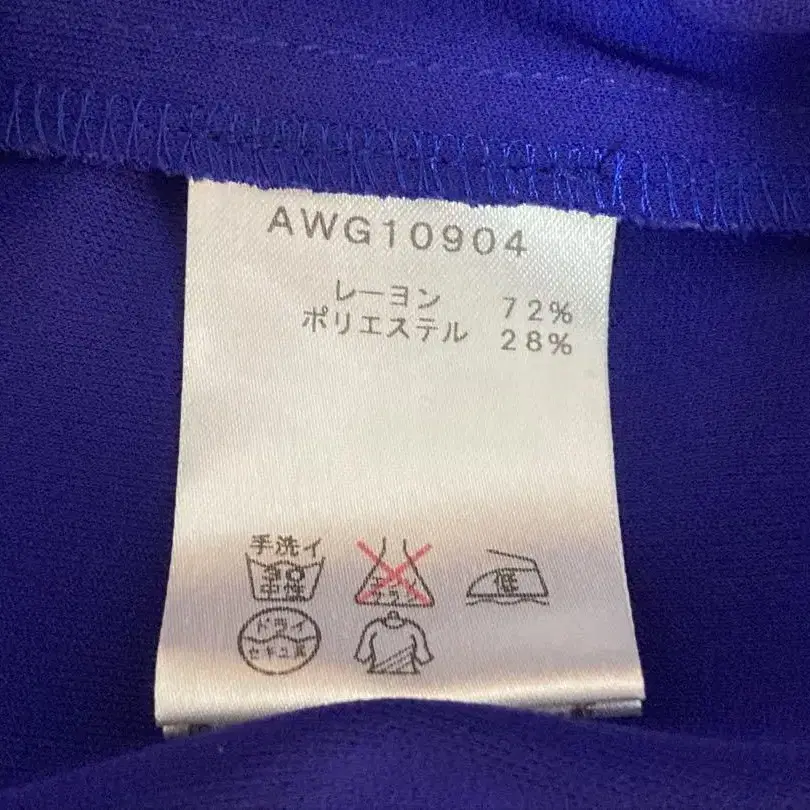 AWG10904
レーヨン 72%
ポリエステル 28%
手洗イ
30
中性
低
ドライ
セキユ系